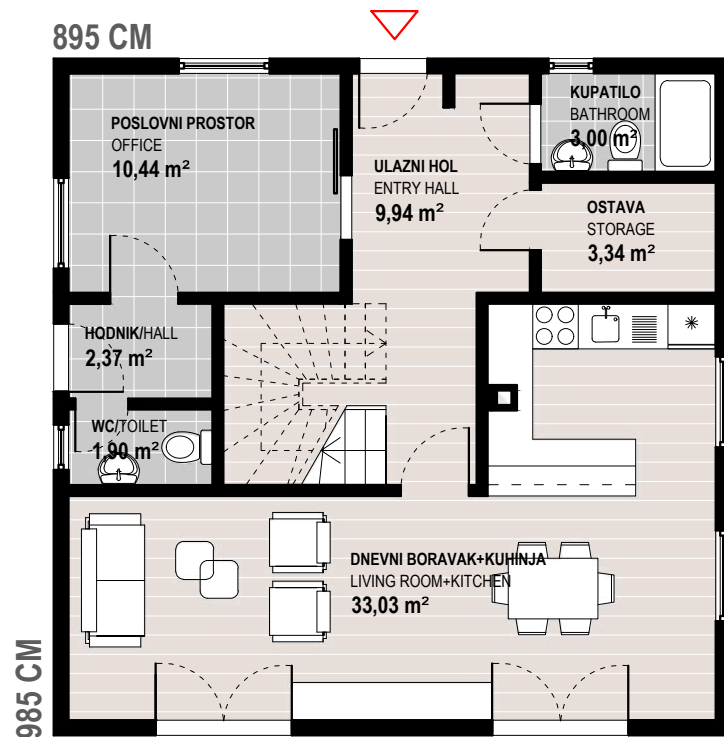 895 CM
POSLOVNI PROSTOR
OFFICE
10,44 m²
KUPATILO
BATHROOM
3,00 m²
ULAZNI HOL
ENTRY HALL
9,94 m²
OSTAVA
STORAGE
3,34 m²
HODNIK/HALL
2,37 m²
WC/TOILET
1,90 m²
DNEVNI BORAVAK+KUHINJA
LIVING ROOM+KITCHEN
33,03 m²
985 CM